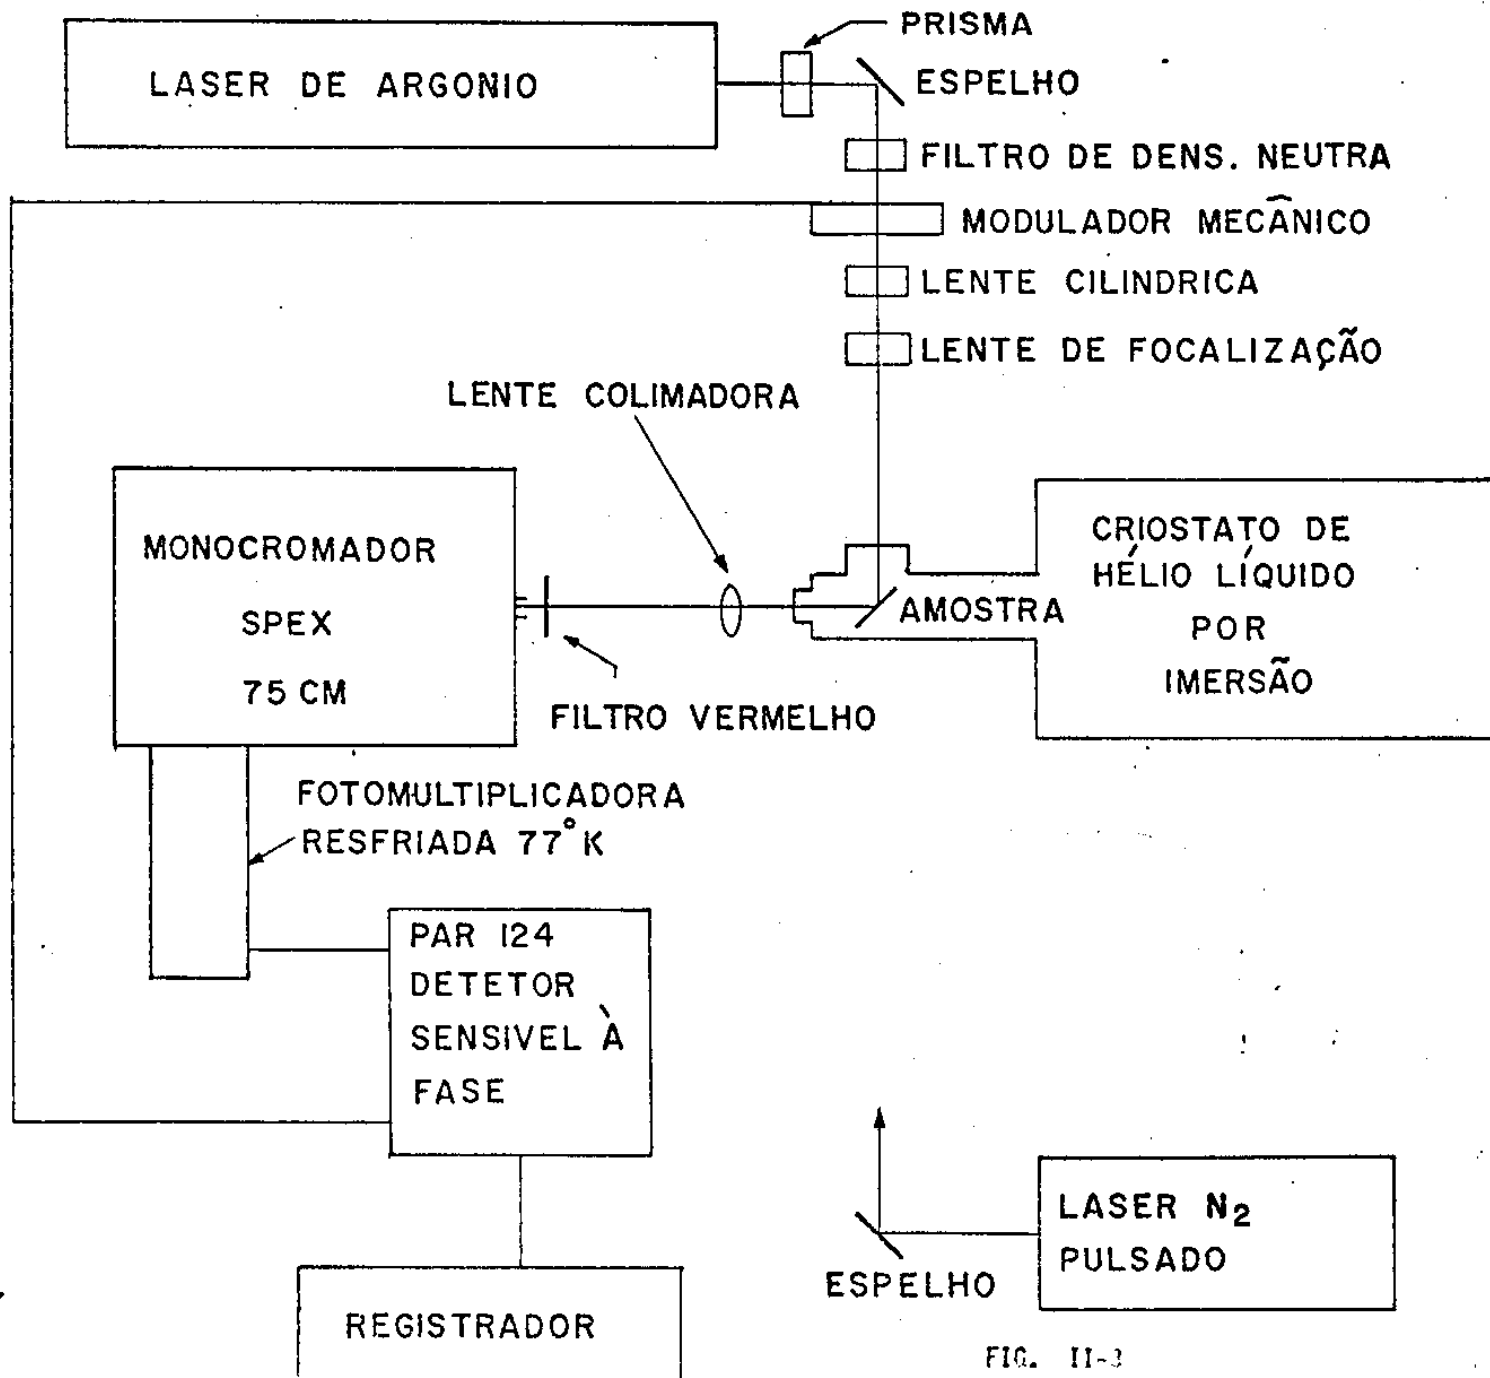 PRISMA
LASER DE ARGONIO
ESPELHO
FILTRO DE DENS. NEUTRA
MODULADOR MECÂNICO
LENTE CILINDRICA
LENTE DE FOCALIZAÇÃO
LENTE COLIMADORA
MONOCROMADOR
SPEX
75 CM
CRIOSTATO DE
HÉLIO LÍQUIDO
POR
IMERSÃO
AMOSTRA
FILTRO VERMELHO
FOTOMULTIPLICADORA
RESFRIADA 77°K
PAR 124
DETETOR
SENSIVEL À
FASE
LASER N2
PULSADO
ESPELHO
REGISTRADOR
FIG. II-3